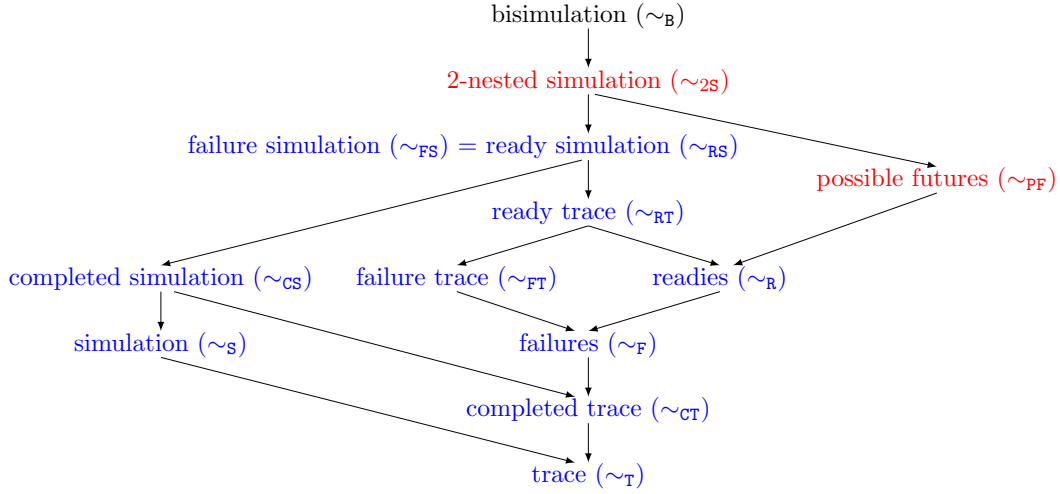 bisimulation (∼B)
2-nested simulation (∼2S)
failure simulation (∼FS) = ready simulation (∼RS)
possible futures (∼PF)
ready trace (∼RT)
completed simulation (∼CS)
failure trace (∼FT)
readies (∼R)
simulation (∼S)
failures (∼F)
completed trace (∼CT)
trace (∼T)